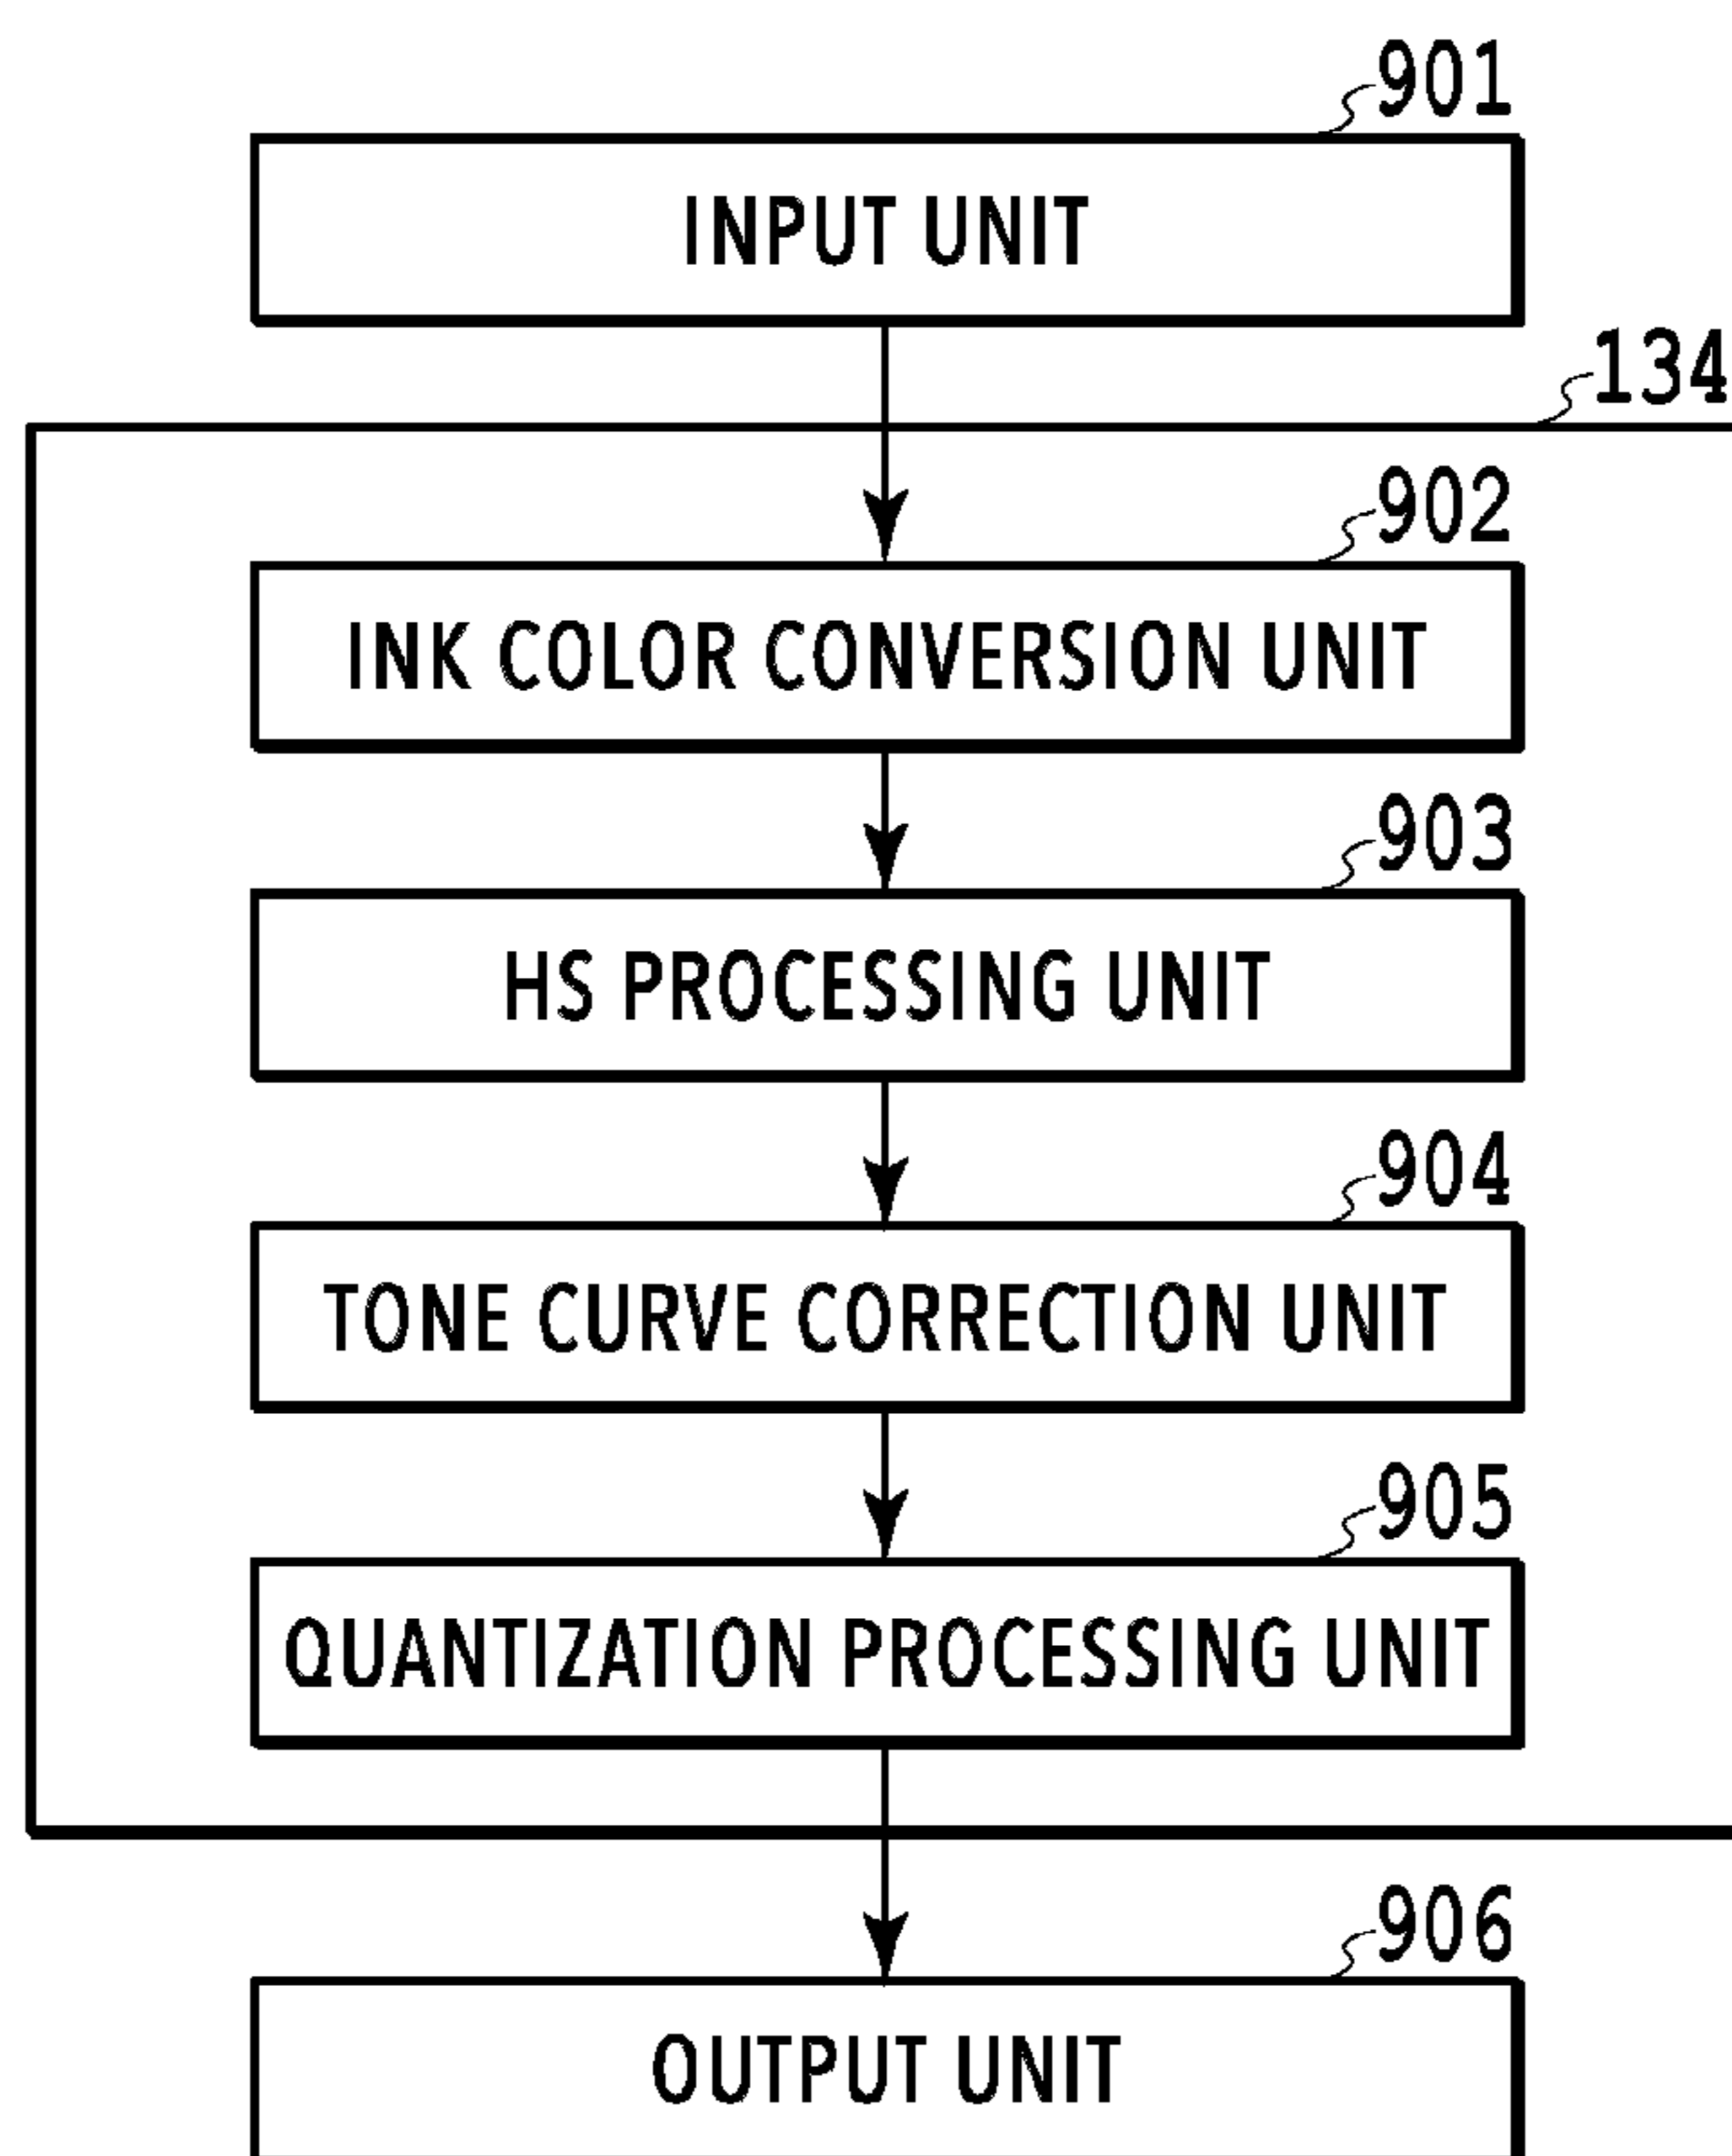 901
INPUT UNIT
134
902
INK COLOR CONVERSION UNIT
903
HS PROCESSING UNIT
904
TONE CURVE CORRECTION UNIT
905
QUANTIZATION PROCESSING UNIT
906
OUTPUT UNIT